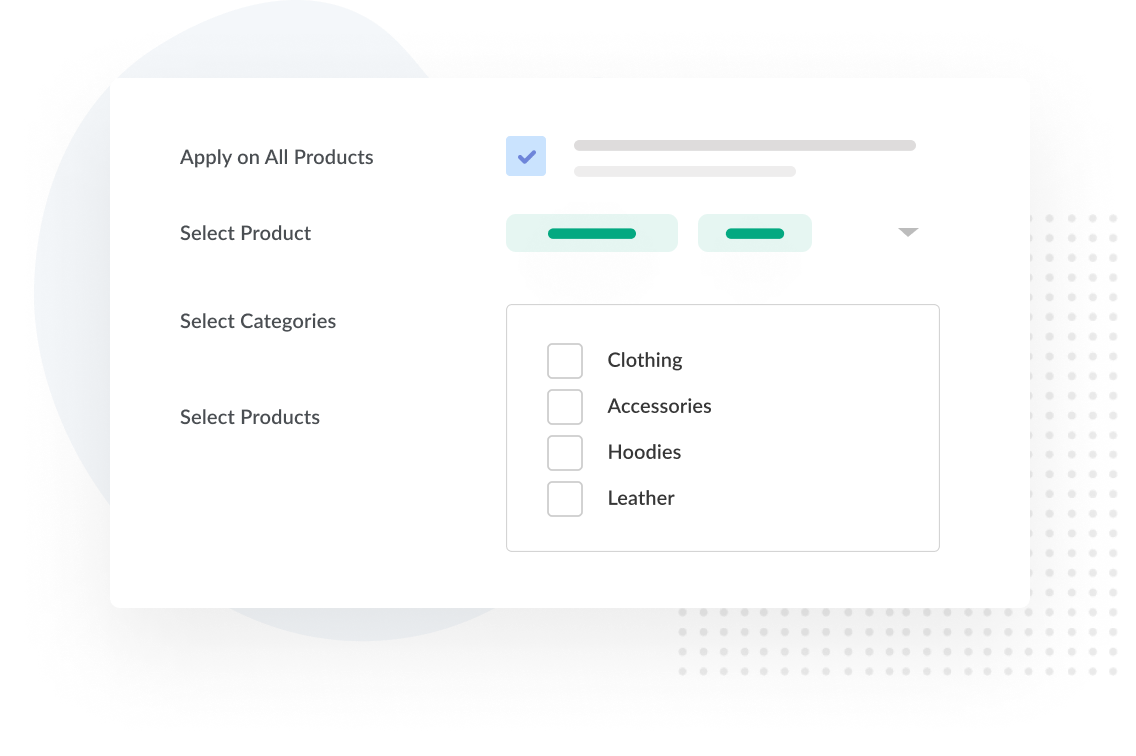 Apply on All Products
Select Product
Select Categories
Select Products
Clothing
Accessories
Hoodies
Leather